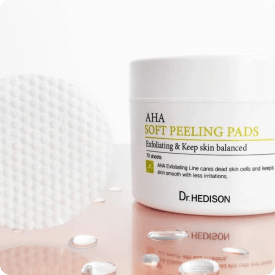 AHA
SOFT PEELING PADS
Exfoliating & Keep skin balanced
70 sheets
AHA Exfoliating Line cares dead skin cells and keeps
skin smooth with less irritations.
Dr.HEDISON